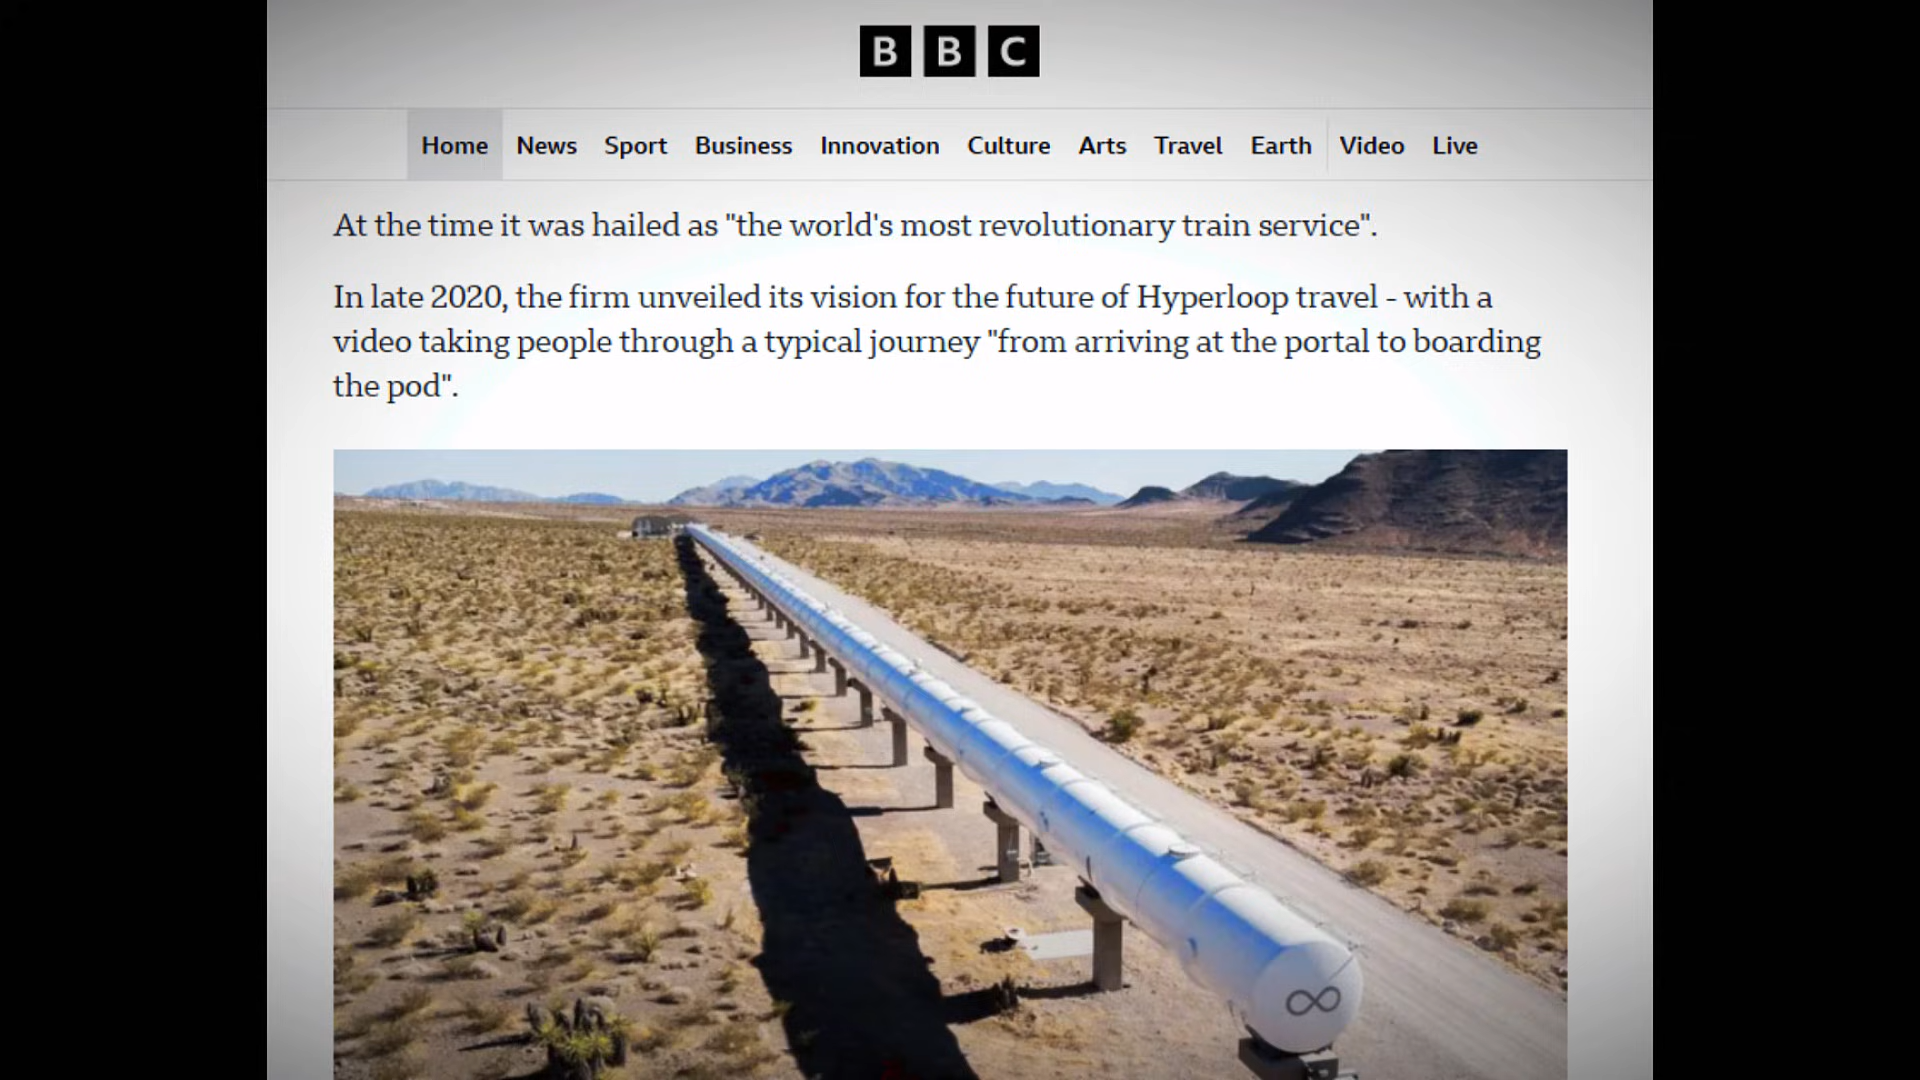 BBC
Home News Sport Business Innovation Culture Arts Travel Earth Video Live
At the time it was hailed as "the world's most revolutionary train service".
In late 2020, the firm unveiled its vision for the future of Hyperloop travel - with a
video taking people through a typical journey "from arriving at the portal to boarding
the pod".